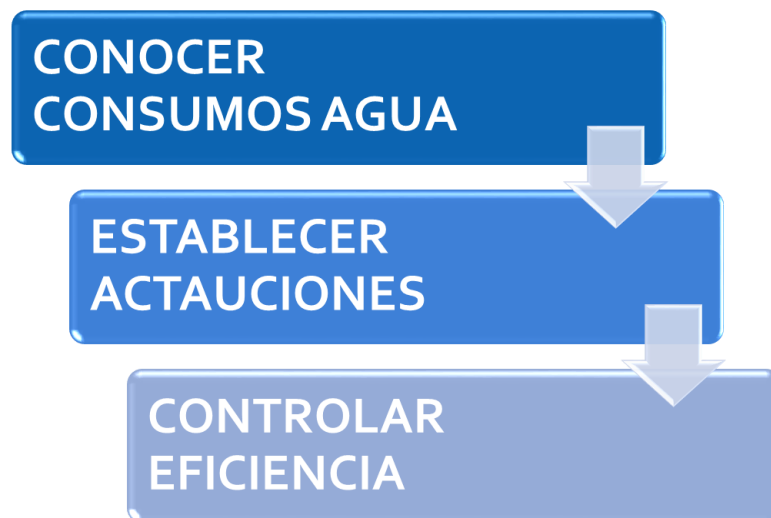 CONOCER
CONSUMOS AGUA
ESTABLECER
ACTAUCIONES
CONTROLAR
EFICIENCIA